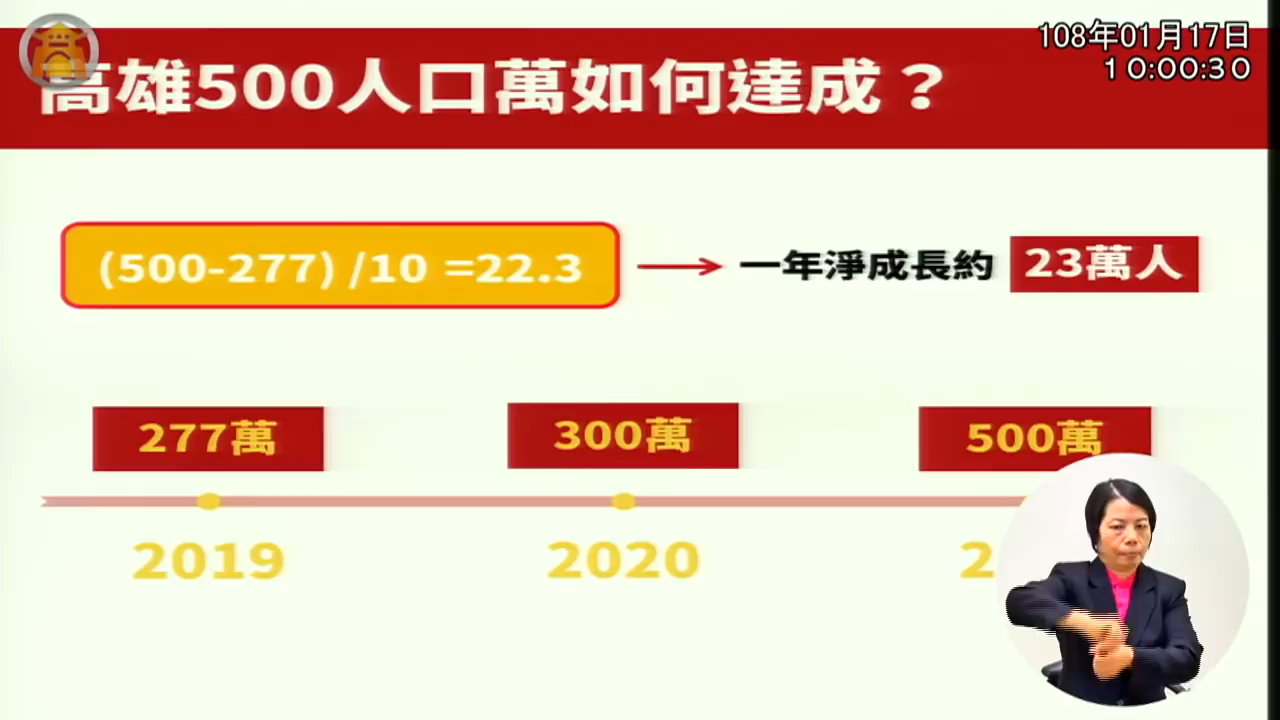 108年01月17日
10:00:30
高雄500人口萬如何達成？
(500-277) /10 =22.3
一年淨成長約 23萬人
277萬 300萬 500萬
2019 2020 2